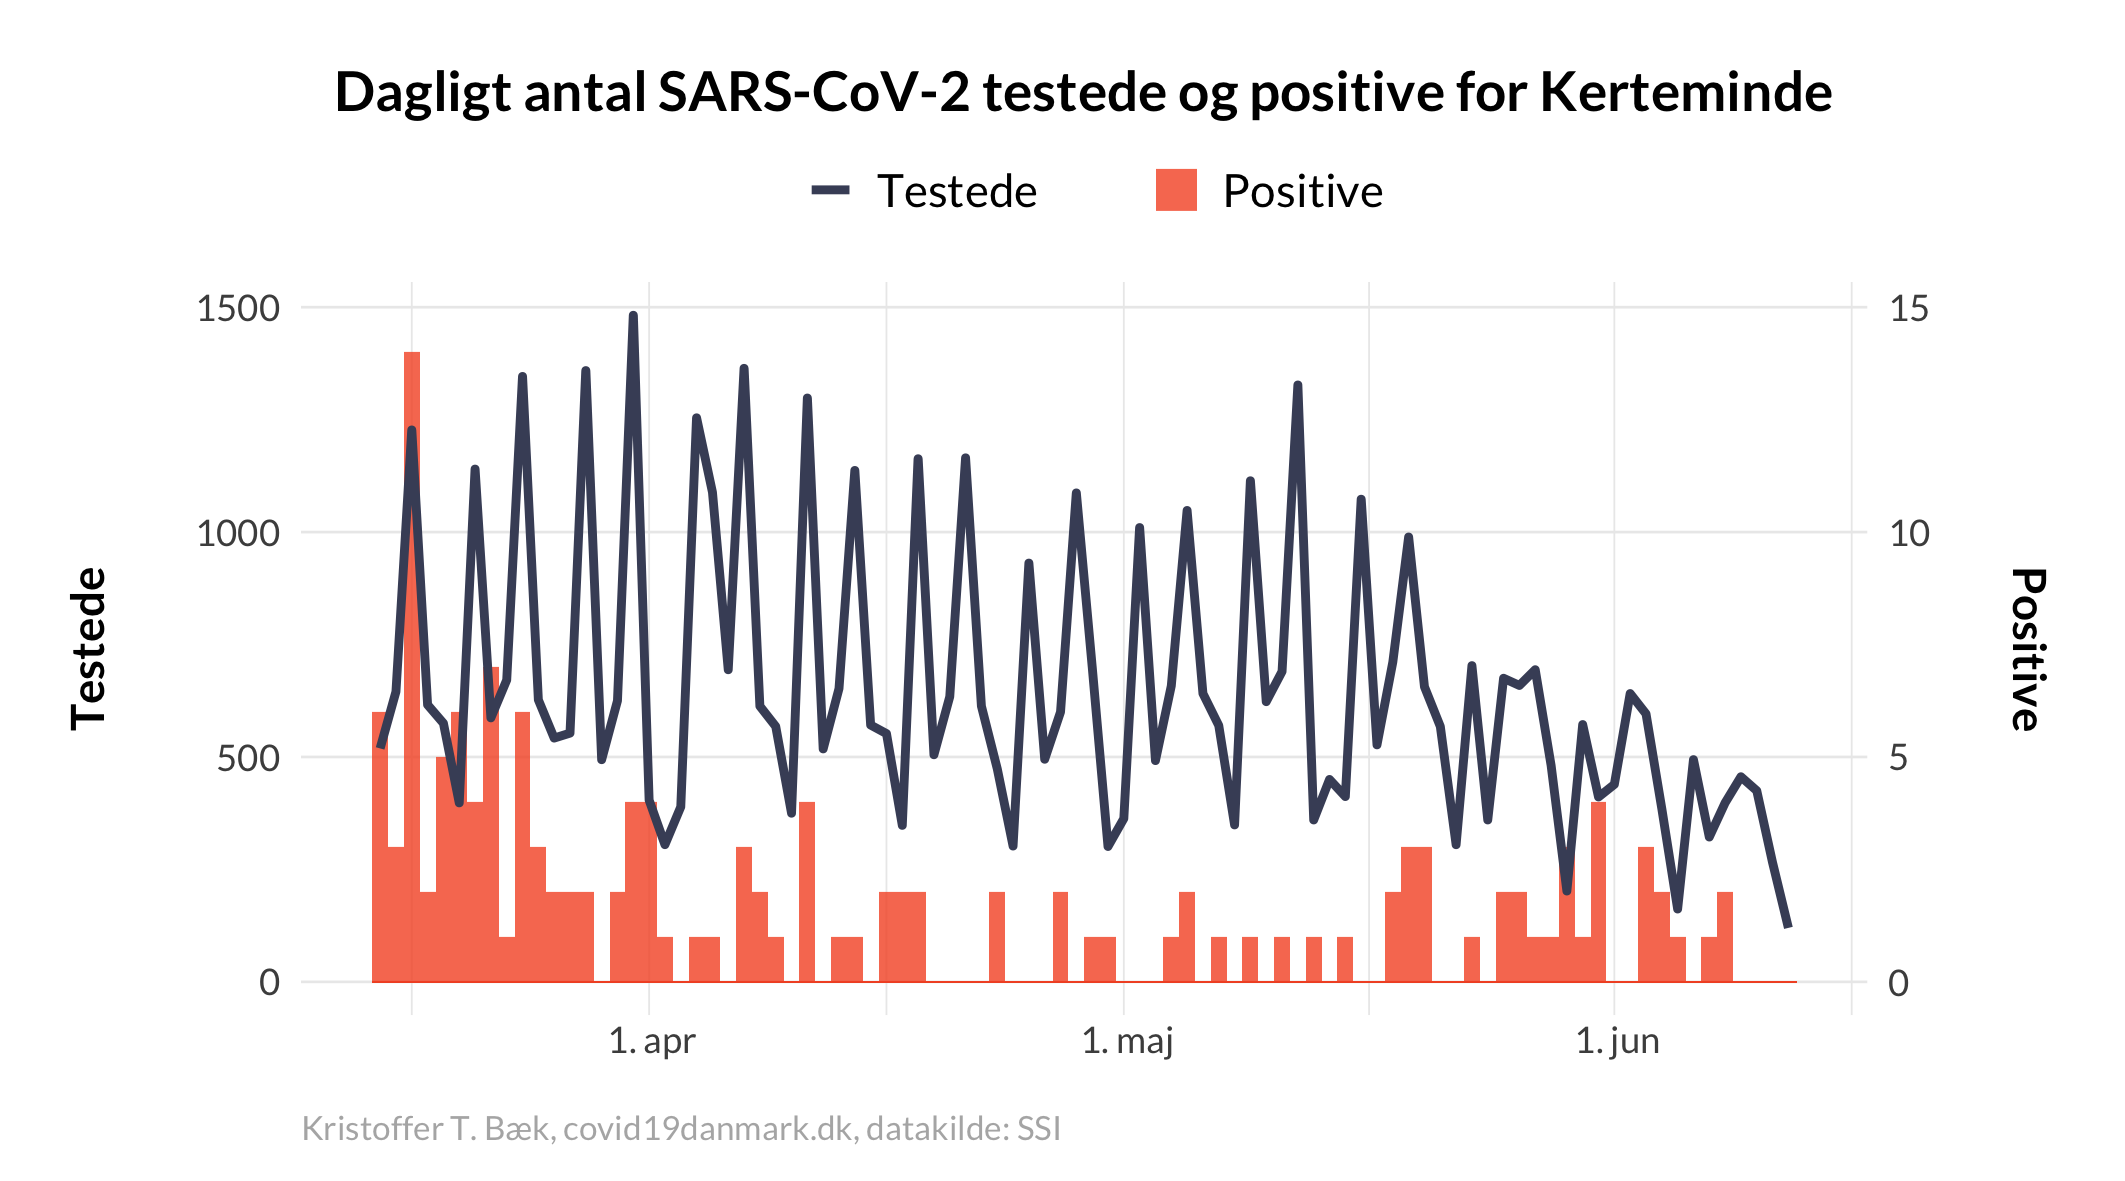 Dagligt antal SARS-CoV-2 testede og positive for Kerteminde
Testede
Positive
1500
1000
500
0
Testede
15
10
5
0
Positive
1. apr
1. maj
1. jun
Kristoffer T. Bæk, covid19danmark.dk, datakilde: SSI